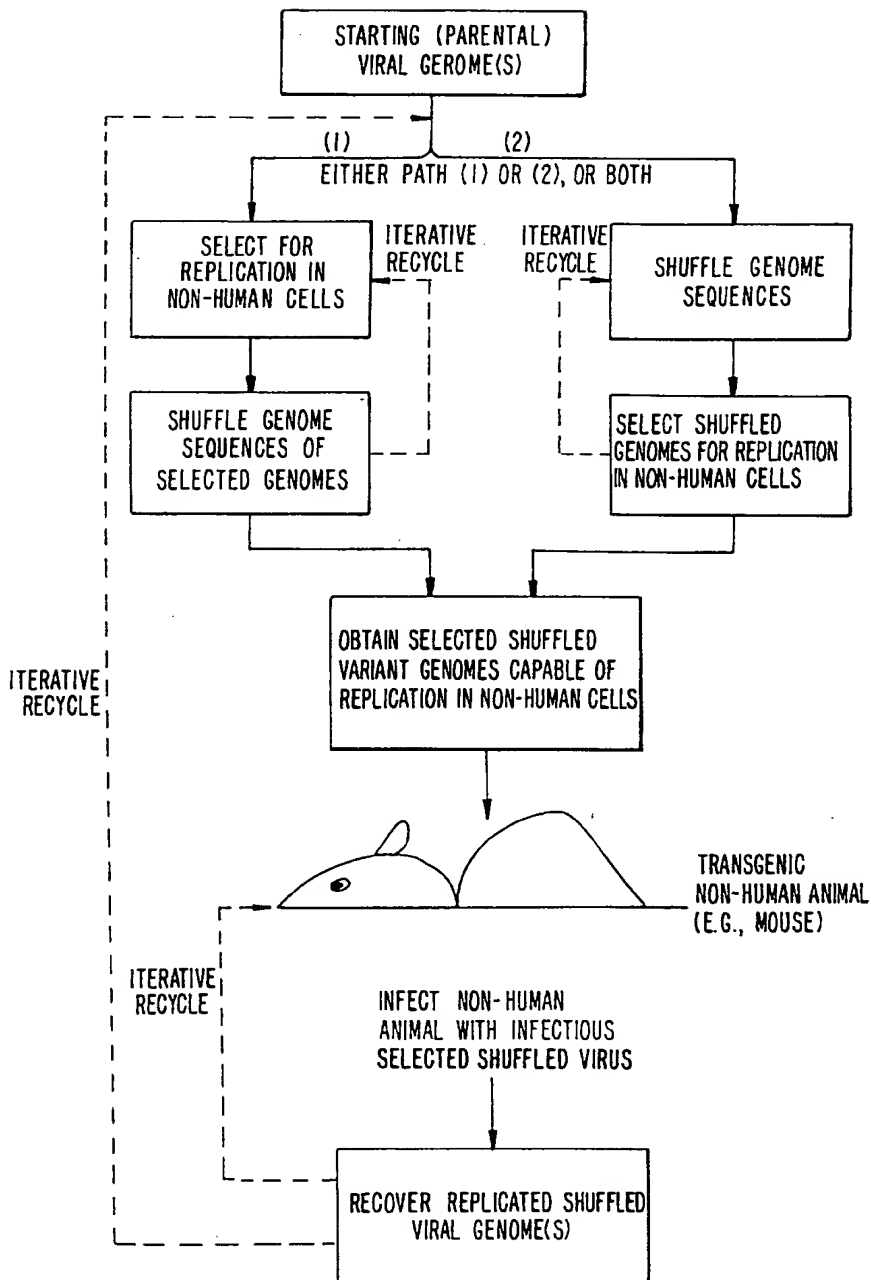 STARTING (PARENTAL)
VIRAL GEROME(S)
(1)
(2)
EITHER PATH (1) OR (2), OR BOTH
SELECT FOR
REPLICATION IN
NON-HUMAN CELLS
ITERATIVE
RECYCLE
ITERATIVE
RECYCLE
SHUFFLE GENOME
SEQUENCES
SHUFFLE GENOME
SEQUENCES OF
SELECTED GENOMES
SELECT SHUFFLED
GENOMES FOR REPLICATION
IN NON-HUMAN CELLS
OBTAIN SELECTED SHUFFLED
VARIANT GENOMES CAPABLE OF
REPLICATION IN NON-HUMAN CELLS
ITERATIVE
RECYCLE
TRANSGENIC
NON-HUMAN ANIMAL
(E.G., MOUSE)
ITERATIVE
RECYCLE
INFECT NON-HUMAN
ANIMAL WITH INFECTIOUS
SELECTED SHUFFLED VIRUS
RECOVER REPLICATED SHUFFLED
VIRAL GENOME(S)